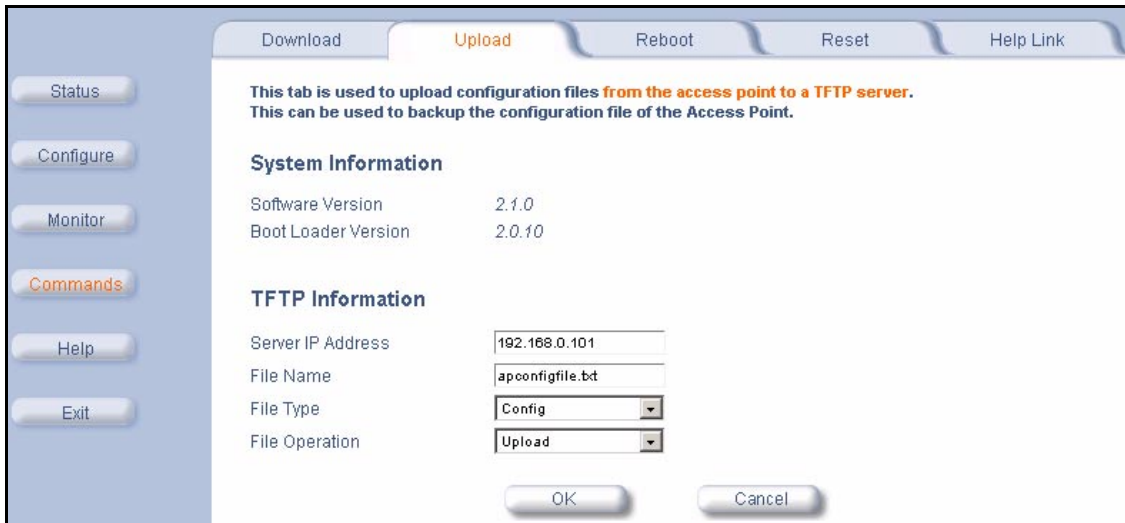 Download Upload Reboot Reset Help Link
Status
Configure
Monitor
Commands
Help
Exit
This tab is used to upload configuration files from the access point to a TFTP server.
This can be used to backup the configuration file of the Access Point.
System Information
Software Version 2.1.0
Boot Loader Version 2.0.10
TFTP Information
Server IP Address 192.168.0.101
File Name apconfigfile.txt
File Type Config
File Operation Upload
OK Cancel